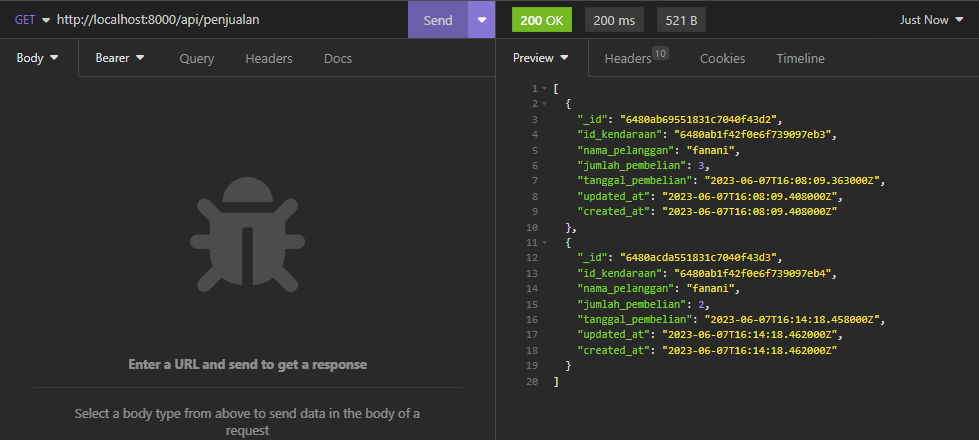 GET http://localhost:8000/api/penjualan Send 200 OK 200 ms 521 B Just Now
Body Bearer Query Headers Docs
Preview Headers 10 Cookies Timeline
Enter a URL and send to get a response
Select a body type from above to send data in the body of a
request
1 [
2 {
3 "_id": "6480ab69551831c7040f43d2",
4 "id_kendaraan": "6480ab1f42f0e6f739097eb3",
5 "nama_pelanggan": "fanani",
6 "jumlah_pembelian": 3,
7 "tanggal_pembelian": "2023-06-07T16:08:09.363000Z",
8 "updated_at": "2023-06-07T16:08:09.408000Z",
9 "created_at": "2023-06-07T16:08:09.408000Z"
10 },
11 {
12 "_id": "6480acda551831c7040f43d3",
13 "id_kendaraan": "6480ab1f42f0e6f739097eb4",
14 "nama_pelanggan": "fanani",
15 "jumlah_pembelian": 2,
16 "tanggal_pembelian": "2023-06-07T16:14:18.458000Z",
17 "updated_at": "2023-06-07T16:14:18.462000Z",
18 "created_at": "2023-06-07T16:14:18.462000Z"
19 }
20 ]